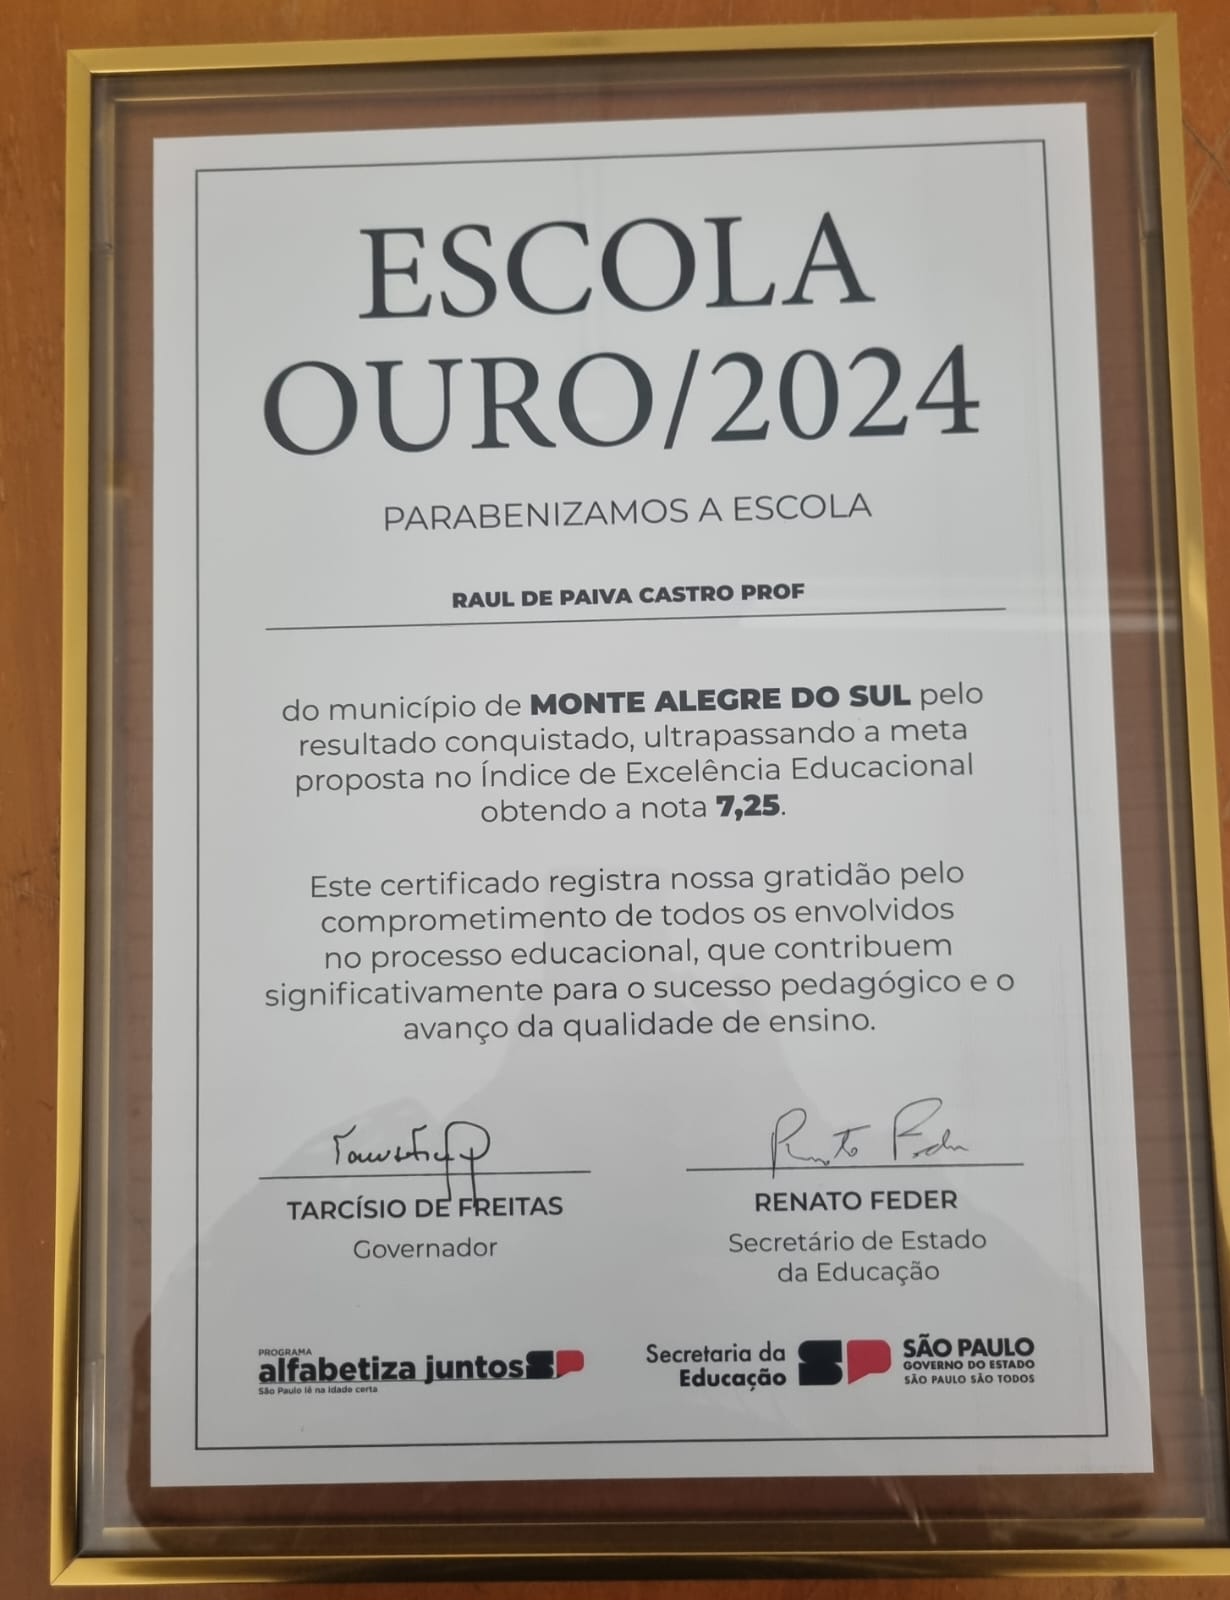 ESCOLA
OURO/2024
PARABENIZAMOS A ESCOLA
RAUL DE PAIVA CASTRO PROF
do município de MONTE ALEGRE DO SUL pelo
resultado conquistado, ultrapassando a meta
proposta no Índice de Excelência Educacional
obtendo a nota 7,25.
Este certificado registra nossa gratidão pelo
comprometimento de todos os envolvidos
no processo educacional, que contribuem
significativamente para o sucesso pedagógico e o
avanço da qualidade de ensino.
TARCÍSIO DE FREITAS
Governador
Renato Feder
RENATO FEDER
Secretário de Estado
da Educação
PROGRAMA
alfabetiza juntos SP
São Paulo lê na idade certa
Secretaria da
Educação
SP
SÃO PAULO
GOVERNO DO ESTADO
SÃO PAULO SÃO TODOS